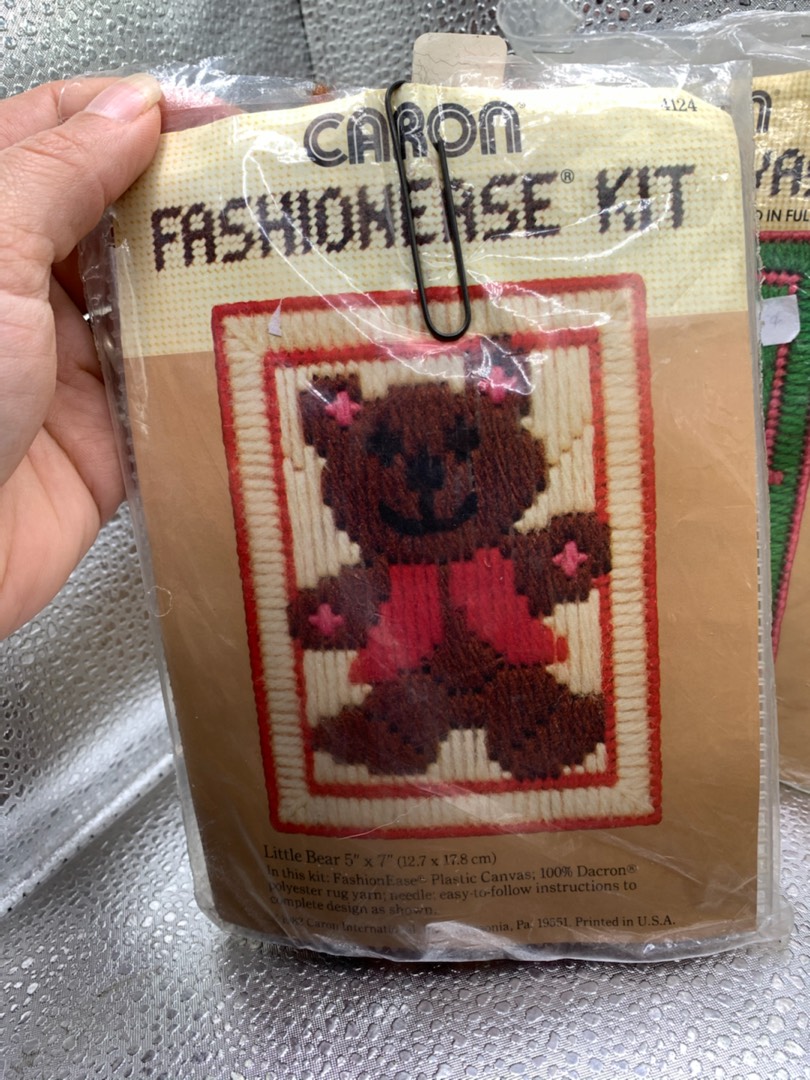 4124
CARON
FASHIONEASE® KIT
Little Bear 5" x 7" (12.7 x 17.8 cm)
In this kit: FashionEase® Plastic Canvas; 100% Dacron®
polyester rug yarn; needle; easy-to-follow instructions to
complete design as shown.
Caron Pa. 19551. Printed in U.S.A.
IN FUL